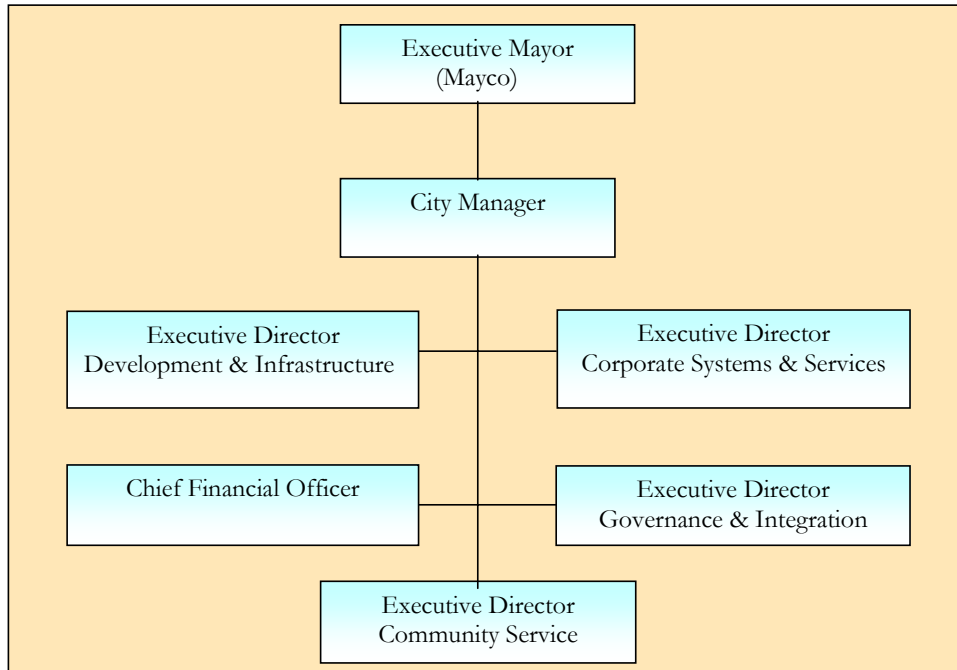 Executive Mayor
(Mayco)
City Manager
Executive Director
Development & Infrastructure
Executive Director
Corporate Systems & Services
Chief Financial Officer
Executive Director
Governance & Integration
Executive Director
Community Service